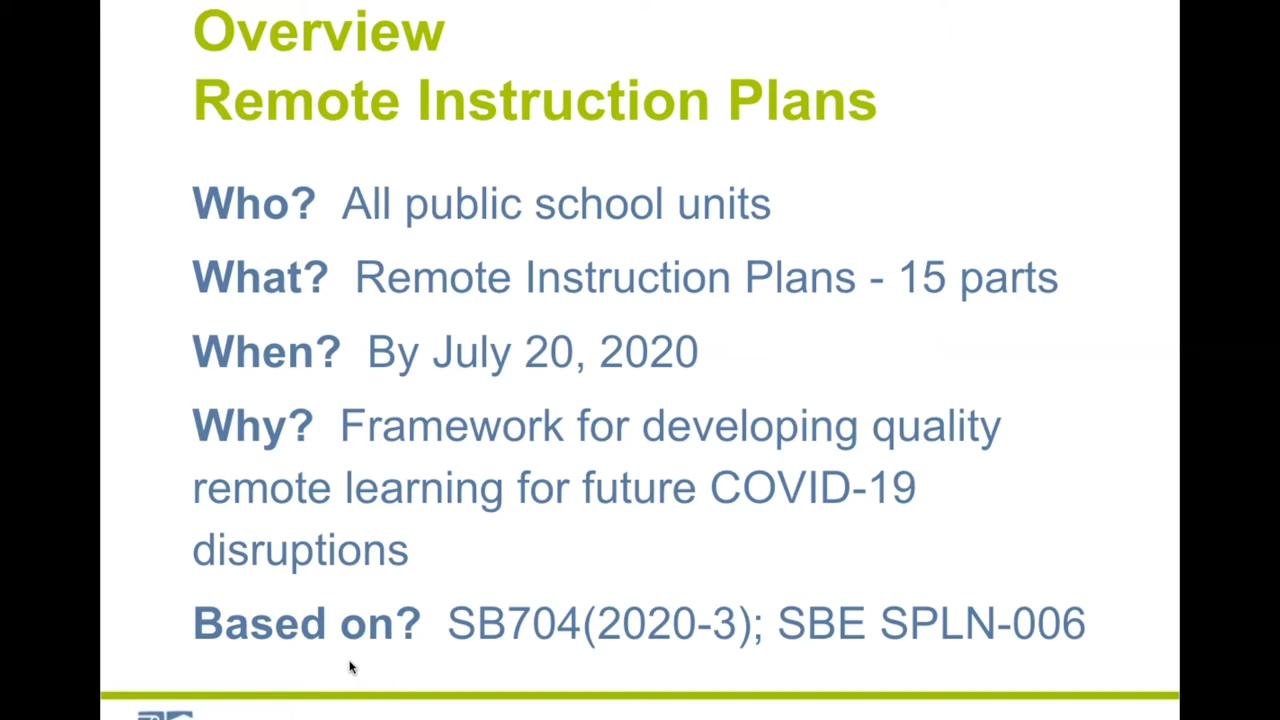 Overview
Remote Instruction Plans
Who? All public school units
What? Remote Instruction Plans - 15 parts
When? By July 20, 2020
Why? Framework for developing quality
remote learning for future COVID-19
disruptions
Based on? SB704(2020-3); SBE SPLN-006